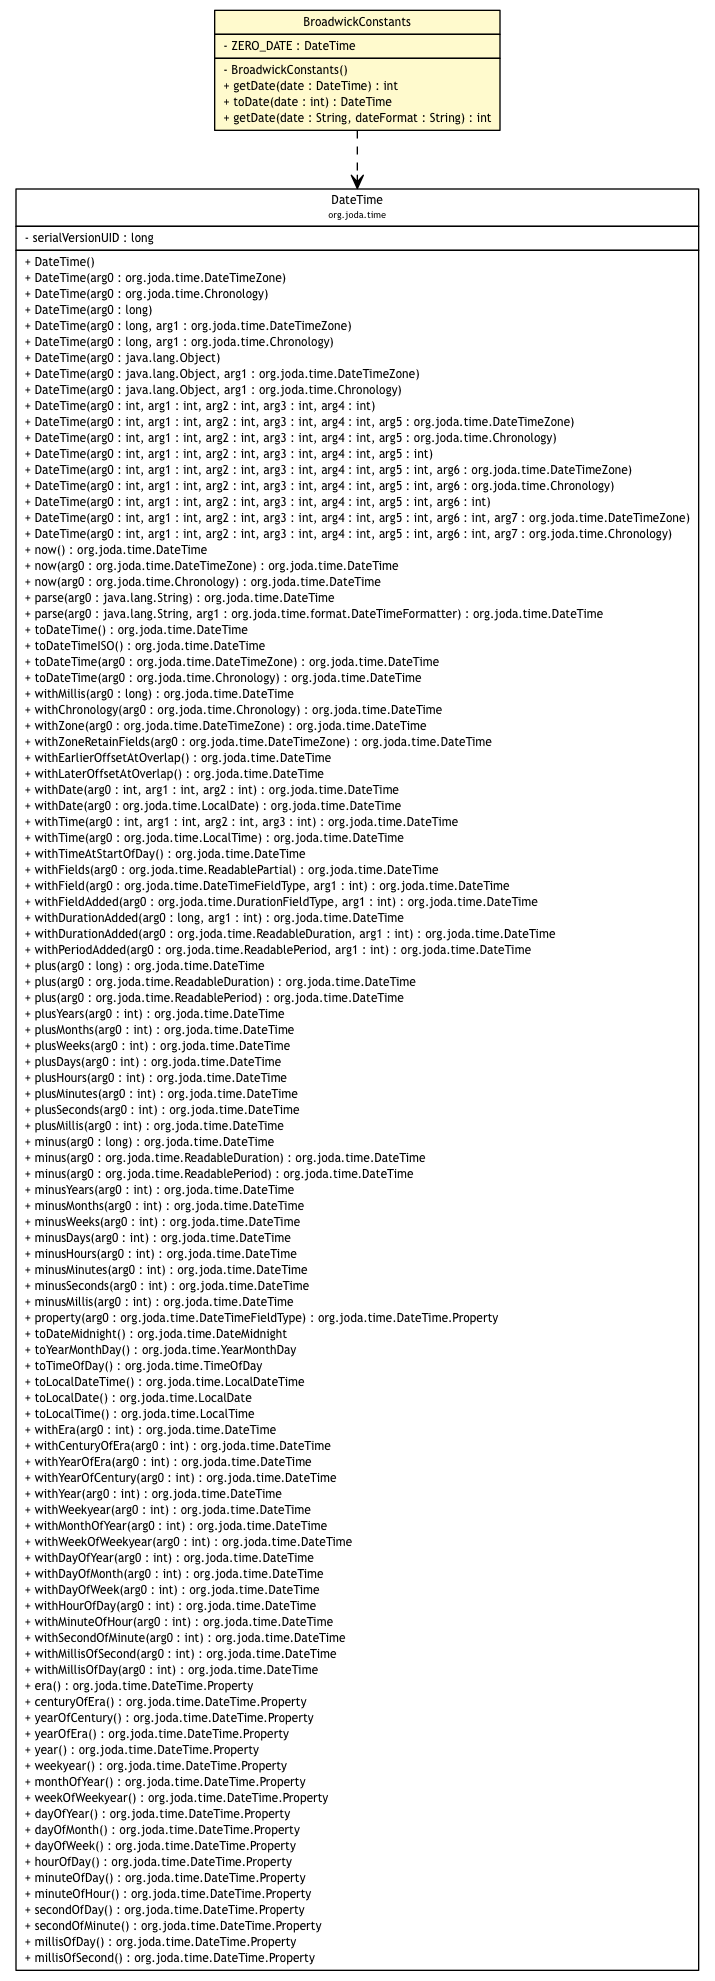 BroadwickConstants
- ZERO_DATE : DateTime
- BroadwickConstants()
+ getDate(date : DateTime) : int
+ toDate(date : int) : DateTime
+ getDate(date : String, dateFormat : String) : int
DateTime
org.joda.time
- serialVersionUID : long
+ DateTime()
+ DateTime(arg0 : org.joda.time.DateTimeZone)
+ DateTime(arg0 : org.joda.time.Chronology)
+ DateTime(arg0 : long)
+ DateTime(arg0 : long, arg1 : org.joda.time.DateTimeZone)
+ DateTime(arg0 : long, arg1 : org.joda.time.Chronology)
+ DateTime(arg0 : java.lang.Object)
+ DateTime(arg0 : java.lang.Object, arg1 : org.joda.time.DateTimeZone)
+ DateTime(arg0 : java.lang.Object, arg1 : org.joda.time.Chronology)
+ DateTime(arg0 : int, arg1 : int, arg2 : int, arg3 : int, arg4 : int)
+ DateTime(arg0 : int, arg1 : int, arg2 : int, arg3 : int, arg4 : int, arg5 : org.joda.time.DateTimeZone)
+ DateTime(arg0 : int, arg1 : int, arg2 : int, arg3 : int, arg4 : int, arg5 : org.joda.time.Chronology)
+ DateTime(arg0 : int, arg1 : int, arg2 : int, arg3 : int, arg4 : int, arg5 : int)
+ DateTime(arg0 : int, arg1 : int, arg2 : int, arg3 : int, arg4 : int, arg5 : int, arg6 : org.joda.time.DateTimeZone)
+ DateTime(arg0 : int, arg1 : int, arg2 : int, arg3 : int, arg4 : int, arg5 : int, arg6 : org.joda.time.Chronology)
+ DateTime(arg0 : int, arg1 : int, arg2 : int, arg3 : int, arg4 : int, arg5 : int, arg6 : int)
+ DateTime(arg0 : int, arg1 : int, arg2 : int, arg3 : int, arg4 : int, arg5 : int, arg6 : int, arg7 : org.joda.time.DateTimeZone)
+ DateTime(arg0 : int, arg1 : int, arg2 : int, arg3 : int, arg4 : int, arg5 : int, arg6 : int, arg7 : org.joda.time.Chronology)
+ now() : org.joda.time.DateTime
+ now(arg0 : org.joda.time.DateTimeZone) : org.joda.time.DateTime
+ now(arg0 : org.joda.time.Chronology) : org.joda.time.DateTime
+ parse(arg0 : java.lang.String) : org.joda.time.DateTime
+ parse(arg0 : java.lang.String, arg1 : org.joda.time.format.DateTimeFormatter) : org.joda.time.DateTime
+ toDateTime() : org.joda.time.DateTime
+ toDateTimeISO() : org.joda.time.DateTime
+ toDateTime(arg0 : org.joda.time.DateTimeZone) : org.joda.time.DateTime
+ toDateTime(arg0 : org.joda.time.Chronology) : org.joda.time.DateTime
+ withMillis(arg0 : long) : org.joda.time.DateTime
+ withChronology(arg0 : org.joda.time.Chronology) : org.joda.time.DateTime
+ withZone(arg0 : org.joda.time.DateTimeZone) : org.joda.time.DateTime
+ withZoneRetainFields(arg0 : org.joda.time.DateTimeZone) : org.joda.time.DateTime
+ withEarlierOffsetAtOverlap() : org.joda.time.DateTime
+ withLaterOffsetAtOverlap() : org.joda.time.DateTime
+ withDate(arg0 : int, arg1 : int, arg2 : int) : org.joda.time.DateTime
+ withDate(arg0 : org.joda.time.LocalDate) : org.joda.time.DateTime
+ withTime(arg0 : int, arg1 : int, arg2 : int, arg3 : int) : org.joda.time.DateTime
+ withTime(arg0 : org.joda.time.LocalTime) : org.joda.time.DateTime
+ withTimeAtStartOfDay() : org.joda.time.DateTime
+ withFields(arg0 : org.joda.time.ReadablePartial) : org.joda.time.DateTime
+ withField(arg0 : org.joda.time.DateTimeFieldType, arg1 : int) : org.joda.time.DateTime
+ withFieldAdded(arg0 : org.joda.time.DurationFieldType, arg1 : int) : org.joda.time.DateTime
+ withDurationAdded(arg0 : long, arg1 : int) : org.joda.time.DateTime
+ withDurationAdded(arg0 : org.joda.time.ReadableDuration, arg1 : int) : org.joda.time.DateTime
+ withPeriodAdded(arg0 : org.joda.time.ReadablePeriod, arg1 : int) : org.joda.time.DateTime
+ plus(arg0 : long) : org.joda.time.DateTime
+ plus(arg0 : org.joda.time.ReadableDuration) : org.joda.time.DateTime
+ plus(arg0 : org.joda.time.ReadablePeriod) : org.joda.time.DateTime
+ plusYears(arg0 : int) : org.joda.time.DateTime
+ plusMonths(arg0 : int) : org.joda.time.DateTime
+ plusWeeks(arg0 : int) : org.joda.time.DateTime
+ plusDays(arg0 : int) : org.joda.time.DateTime
+ plusHours(arg0 : int) : org.joda.time.DateTime
+ plusMinutes(arg0 : int) : org.joda.time.DateTime
+ plusSeconds(arg0 : int) : org.joda.time.DateTime
+ plusMillis(arg0 : int) : org.joda.time.DateTime
+ minus(arg0 : long) : org.joda.time.DateTime
+ minus(arg0 : org.joda.time.ReadableDuration) : org.joda.time.DateTime
+ minus(arg0 : org.joda.time.ReadablePeriod) : org.joda.time.DateTime
+ minusYears(arg0 : int) : org.joda.time.DateTime
+ minusMonths(arg0 : int) : org.joda.time.DateTime
+ minusWeeks(arg0 : int) : org.joda.time.DateTime
+ minusDays(arg0 : int) : org.joda.time.DateTime
+ minusHours(arg0 : int) : org.joda.time.DateTime
+ minusMinutes(arg0 : int) : org.joda.time.DateTime
+ minusSeconds(arg0 : int) : org.joda.time.DateTime
+ minusMillis(arg0 : int) : org.joda.time.DateTime
+ property(arg0 : org.joda.time.DateTimeFieldType) : org.joda.time.DateTime.Property
+ toDateMidnight() : org.joda.time.DateMidnight
+ toYearMonthDay() : org.joda.time.YearMonthDay
+ toTimeOfDay() : org.joda.time.TimeOfDay
+ toLocalDateTime() : org.joda.time.LocalDateTime
+ toLocalDate() : org.joda.time.LocalDate
+ toLocalTime() : org.joda.time.LocalTime
+ withEra(arg0 : int) : org.joda.time.DateTime
+ withCenturyOfEra(arg0 : int) : org.joda.time.DateTime
+ withYearOfEra(arg0 : int) : org.joda.time.DateTime
+ withYearOfCentury(arg0 : int) : org.joda.time.DateTime
+ withYear(arg0 : int) : org.joda.time.DateTime
+ withWeekyear(arg0 : int) : org.joda.time.DateTime
+ withMonthOfYear(arg0 : int) : org.joda.time.DateTime
+ withWeekOfWeekyear(arg0 : int) : org.joda.time.DateTime
+ withDayOfYear(arg0 : int) : org.joda.time.DateTime
+ withDayOfMonth(arg0 : int) : org.joda.time.DateTime
+ withDayOfWeek(arg0 : int) : org.joda.time.DateTime
+ withHourOfDay(arg0 : int) : org.joda.time.DateTime
+ withMinuteOfHour(arg0 : int) : org.joda.time.DateTime
+ withSecondOfMinute(arg0 : int) : org.joda.time.DateTime
+ withMillisOfSecond(arg0 : int) : org.joda.time.DateTime
+ withMillisOfDay(arg0 : int) : org.joda.time.DateTime
+ era() : org.joda.time.DateTime.Property
+ centuryOfEra() : org.joda.time.DateTime.Property
+ yearOfCentury() : org.joda.time.DateTime.Property
+ yearOfEra() : org.joda.time.DateTime.Property
+ year() : org.joda.time.DateTime.Property
+ weekyear() : org.joda.time.DateTime.Property
+ monthOfYear() : org.joda.time.DateTime.Property
+ weekOfWeekyear() : org.joda.time.DateTime.Property
+ dayOfYear() : org.joda.time.DateTime.Property
+ dayOfMonth() : org.joda.time.DateTime.Property
+ dayOfWeek() : org.joda.time.DateTime.Property
+ hourOfDay() : org.joda.time.DateTime.Property
+ minuteOfDay() : org.joda.time.DateTime.Property
+ minuteOfHour() : org.joda.time.DateTime.Property
+ secondOfDay() : org.joda.time.DateTime.Property
+ secondOfMinute() : org.joda.time.DateTime.Property
+ millisOfDay() : org.joda.time.DateTime.Property
+ millisOfSecond() : org.joda.time.DateTime.Property